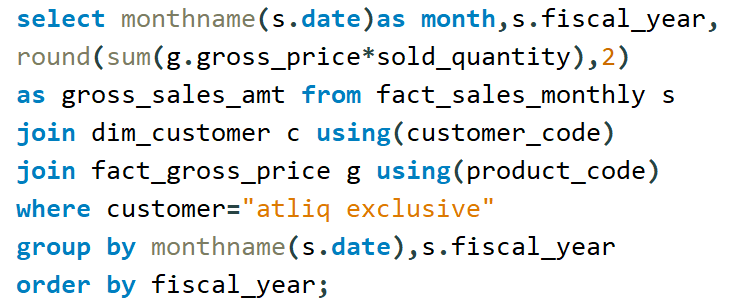 select monthname(s.date)as month,s.fiscal_year,
round(sum(g.gross_price*sold_quantity),2)
as gross_sales_amt from fact_sales_monthly s
join dim_customer c using(customer_code)
join fact_gross_price g using(product_code)
where customer="atliq exclusive"
group by monthname(s.date),s.fiscal_year
order by fiscal_year;